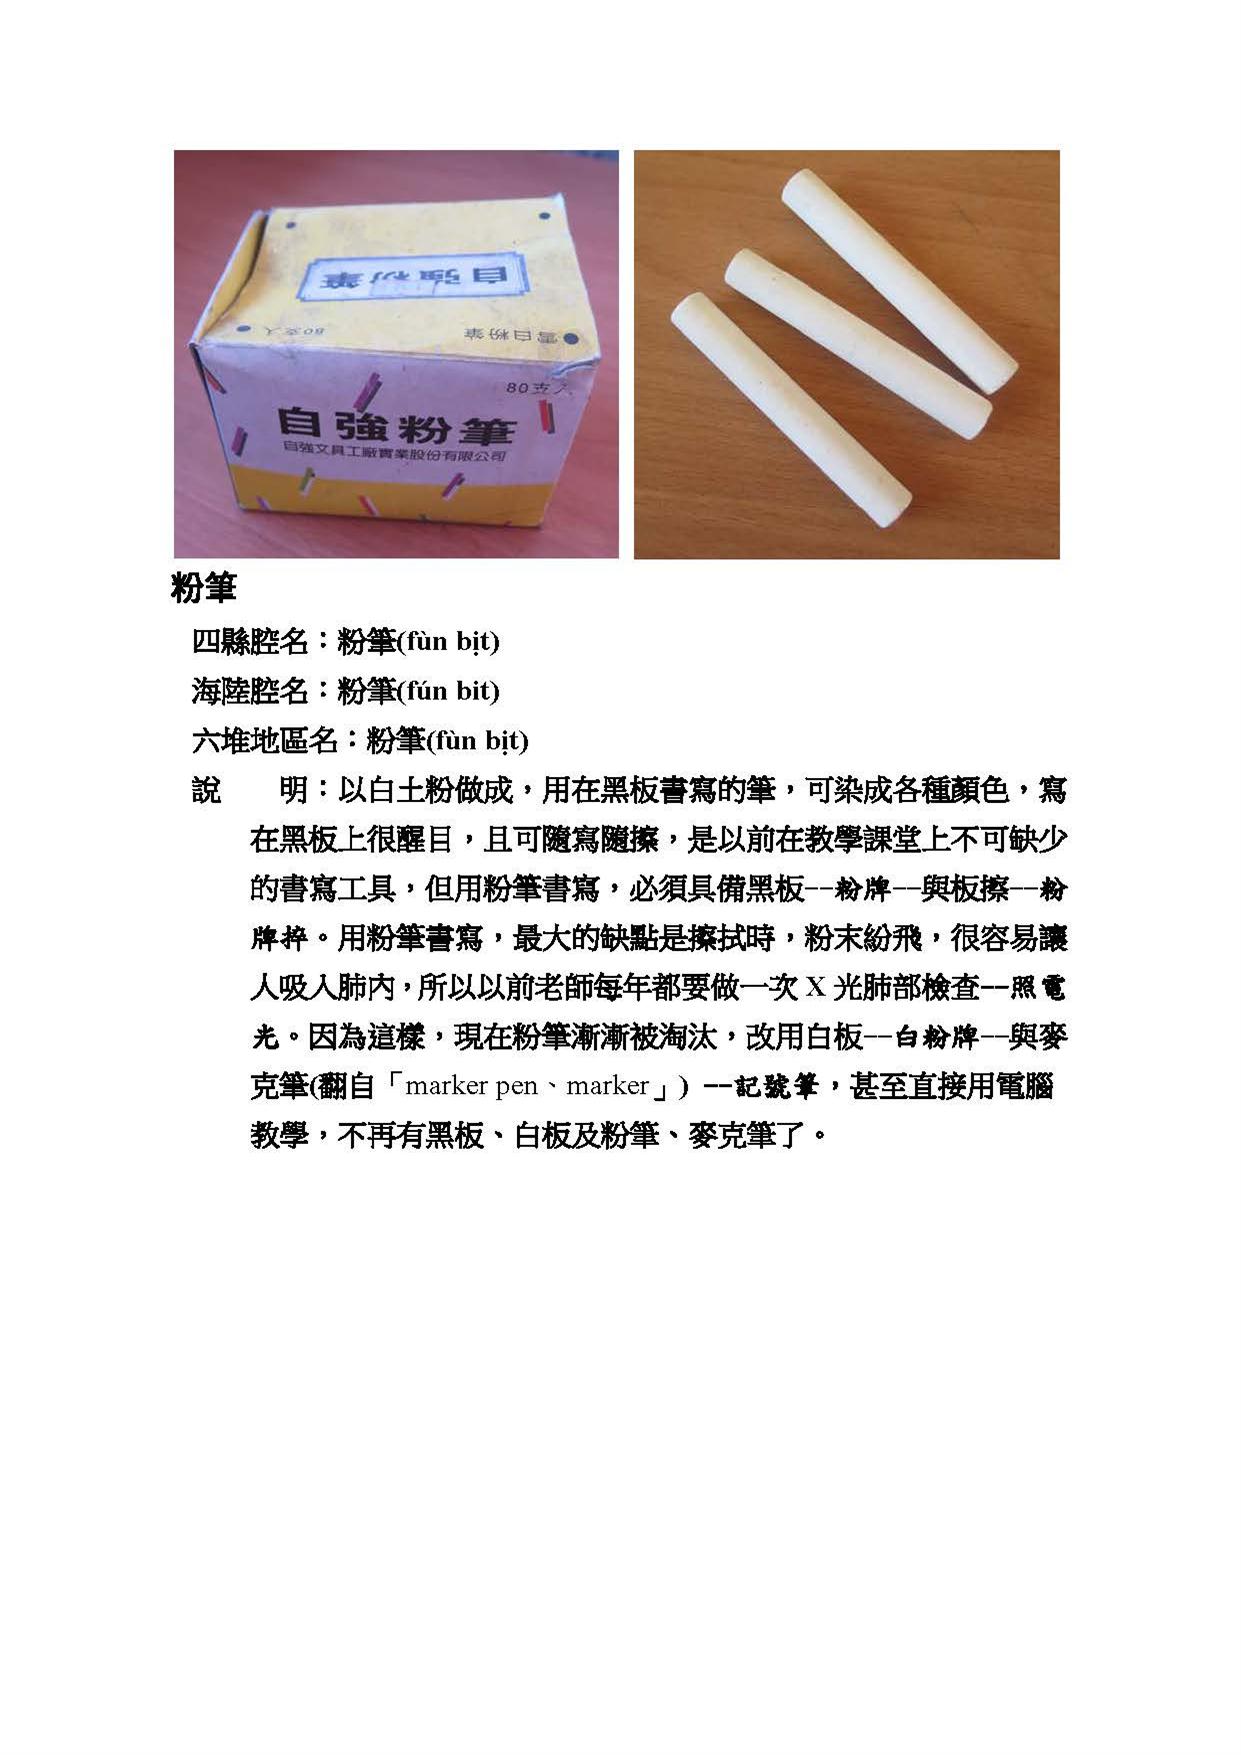 自強粉筆
80支入
雪白粉筆
80支入
自強粉筆
自強文具工廠實業股份有限公司
粉筆
四縣腔名：粉筆(fùn bịt)
海陸腔名：粉筆(fún bit)
六堆地區名：粉筆(fùn bịt)
說　　明：以白土粉做成，用在黑板書寫的筆，可染成各種顏色，寫
在黑板上很醒目，且可隨寫隨擦，是以前在教學課堂上不可缺少
的書寫工具，但用粉筆書寫，必須具備黑板--粉牌--與板擦--粉
牌捽。用粉筆書寫，最大的缺點是擦拭時，粉末紛飛，很容易讓
人吸入肺內，所以以前老師每年都要做一次 X 光肺部檢查--照電
光。因為這樣，現在粉筆漸漸被淘汰，改用白板--白粉牌--與麥
克筆(翻自「marker pen、marker」) --記號筆，甚至直接用電腦
教學，不再有黑板、白板及粉筆、麥克筆了。